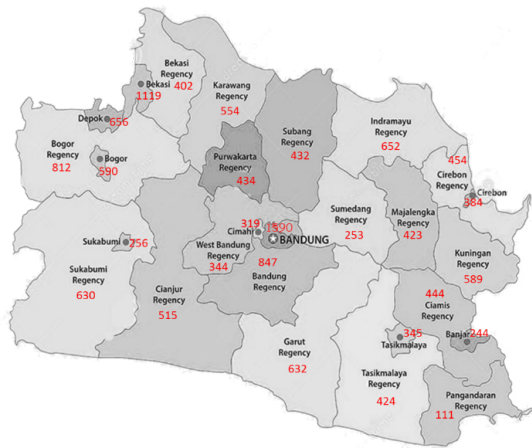 Bekasi
Regency
402
Bekasi
1119
Karawang
Regency
554
Depok
656
Bogor
Regency
812
Bogor
590
Purwakarta
Regency
434
Subang
Regency
432
Indramayu
Regency
652
454
Cirebon
Regency
Cirebon
384
Sukabumi
256
Sukabumi
Regency
630
Cianjur
Regency
515
319
Cimahi
1590
BANDUNG
West Bandung
Regency
344
847
Bandung
Regency
Sumedang
Regency
253
Majalengka
Regency
423
Kuningan
Regency
589
444
Ciamis
Regency
Garut
Regency
632
345
Tasikmalaya
Tasikmalaya
Regency
424
Banjar
244
Pangandaran
Regency
111